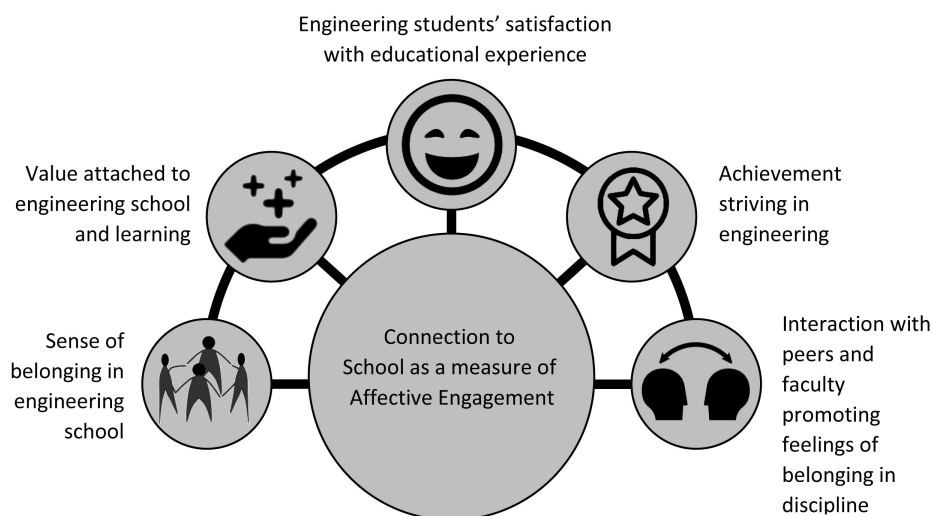 Engineering students’ satisfaction
with educational experience
Value attached to
engineering school
and learning
Achievement
striving in
engineering
Sense of
belonging in
engineering
school
Connection to
School as a measure of
Affective Engagement
Interaction with
peers and
faculty
promoting
feelings of
belonging in
discipline